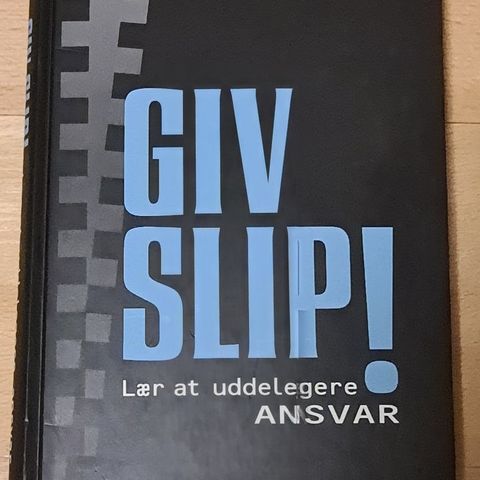 GIV
SLIP!
Lær at uddelegere
ANSVAR